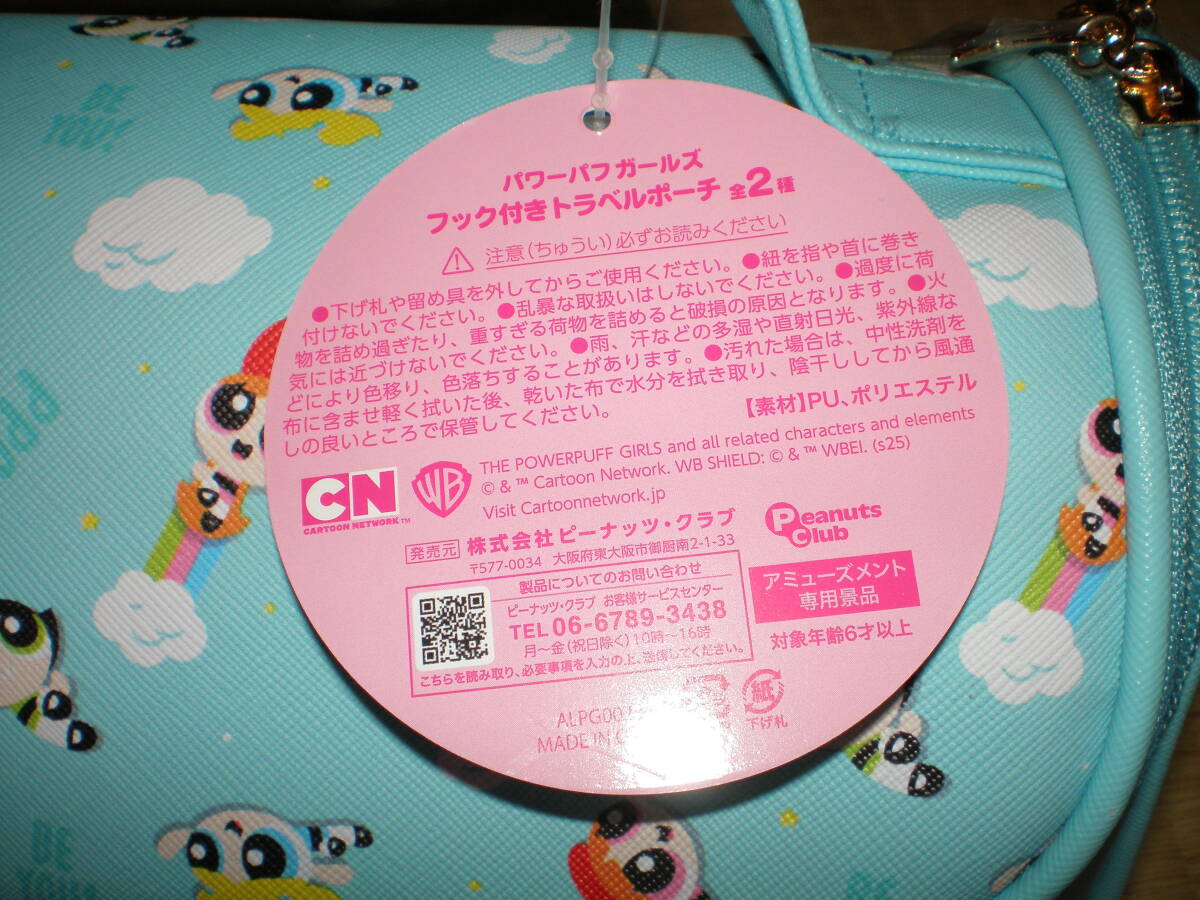 BE
YOU!
パワーパフ ガールズ
フック付きトラベルポーチ 全2種
注意(ちゅうい)必ずお読みください
●下げ札や留め具を外してからご使用ください。●紐を指や首に巻き
付けないでください。●乱暴な取扱いはしないでください。●過度に荷
物を詰め過ぎたり、重すぎる荷物を詰めると破損の原因となります。●火
気には近づけないでください。●雨、汗などの多湿や直射日光、紫外線な
どにより色移り、色落ちすることがあります。●汚れた場合は、中性洗剤を
布に含ませ軽く拭いた後、乾いた布で水分を拭き取り、陰干ししてから風通
しの良いところで保管してください。
【素材】PU、ポリエステル
CN
CARTOON NETWORK™
WB
THE POWERPUFF GIRLS and all related characters and elements
© & ™ Cartoon Network. WB SHIELD: © & ™ WBEI. (s25)
Visit Cartoonnetwork.jp
発売元 株式会社ピーナッツ・クラブ
〒577-0034 大阪府東大阪市御厨南2-1-33
Peanuts
Club
製品についてのお問い合わせ
ピーナッツ・クラブ お客様サービスセンター
TEL 06-6789-3438
月～金(祝日除く)10時～16時
こちらを読み取り、必要事項を入力の上、送信してください。
アミューズメント
専用景品
対象年齢6才以上
ALPG00
MADE IN
紙
下げ札
BE
YOU!